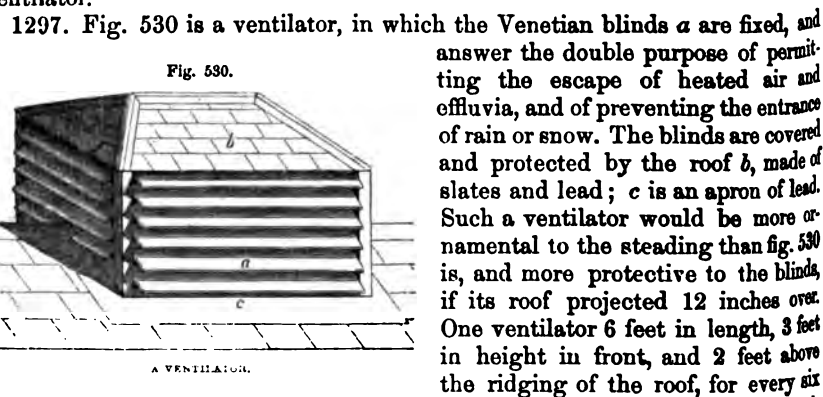 1297. Fig. 530 is a ventilator, in which the Venetian blinds a are fixed, and
answer the double purpose of permit-
Fig. 530.
ting the escape of heated air and
effluvia, and of preventing the entrance
of rain or snow. The blinds are covered
b
and protected by the roof b, made of
slates and lead; c is an apron of lead.
Such a ventilator would be more or-
namental to the steading than fig. 530
a
is, and more protective to the blinds,
c
if its roof projected 12 inches over.
One ventilator 6 feet in length, 3 feet
in height in front, and 2 feet above
A VENTILATOR.
the ridging of the roof, for every six